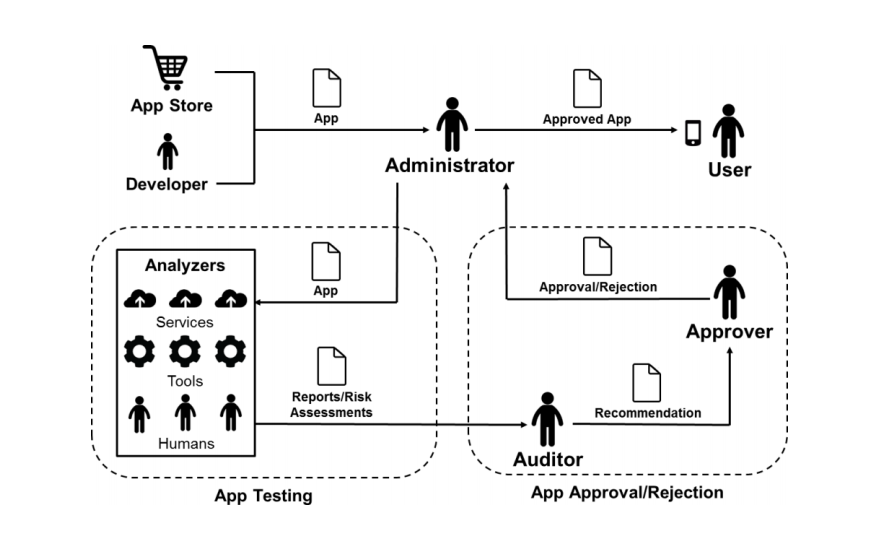 App Store
Developer
App
Administrator
Approved App
User
Analyzers
Services
Tools
Humans
App
Reports/Risk
Assessments
App Testing
Approval/Rejection
Approver
Recommendation
Auditor
App Approval/Rejection